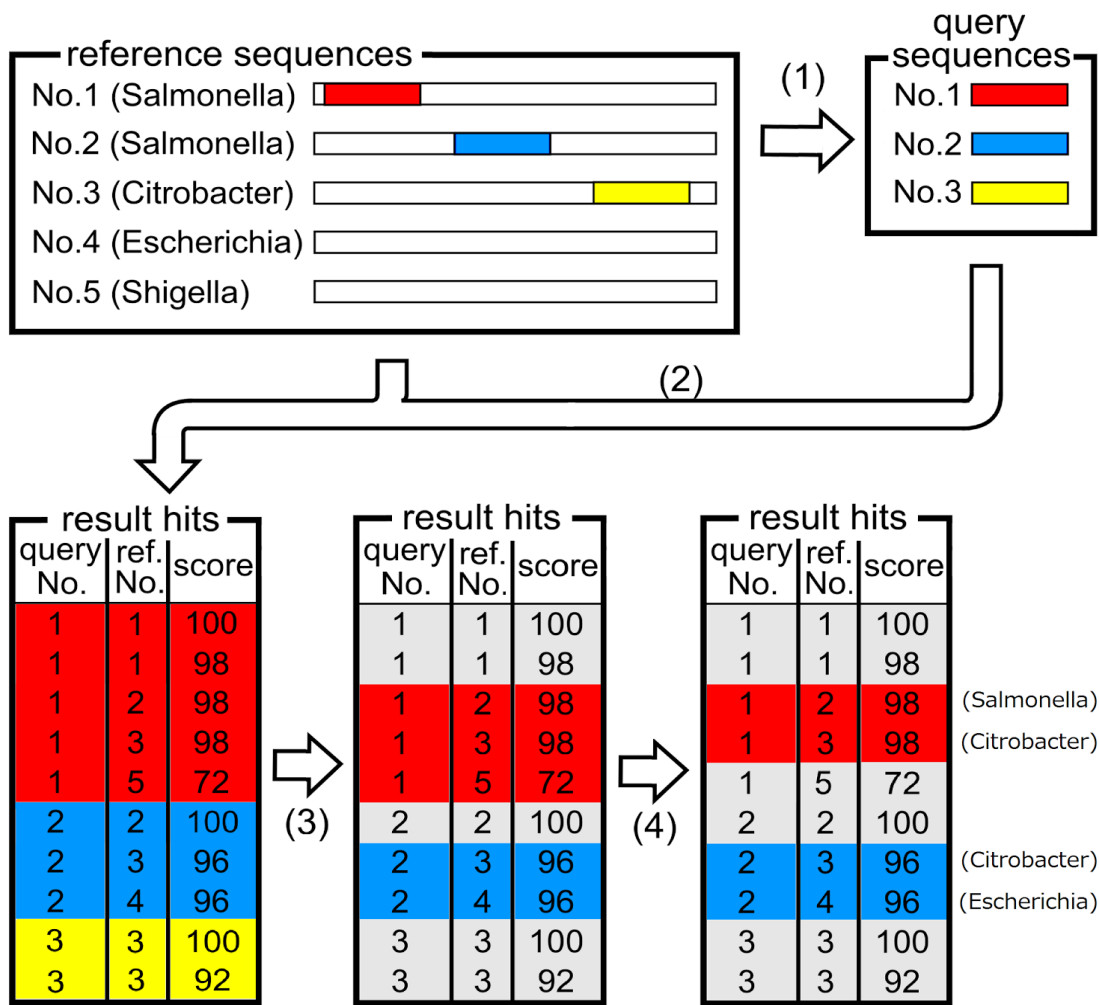 reference sequences
No.1 (Salmonella)
No.2 (Salmonella)
No.3 (Citrobacter)
No.4 (Escherichia)
No.5 (Shigella)
(1)
query
sequences
No.1
No.2
No.3
(2)
result hits
query No. ref. No. score
1 1 100
1 1 98
1 2 98
1 3 98
1 5 72
2 2 100
2 3 96
2 4 96
3 3 100
3 3 92
(3)
result hits
query No. ref. No. score
1 1 100
1 1 98
1 2 98
1 3 98
1 5 72
2 2 100
2 3 96
2 4 96
3 3 100
3 3 92
(4)
result hits
query No. ref. No. score
1 1 100
1 1 98
1 2 98 (Salmonella)
1 3 98 (Citrobacter)
1 5 72
2 2 100
2 3 96 (Citrobacter)
2 4 96 (Escherichia)
3 3 100
3 3 92